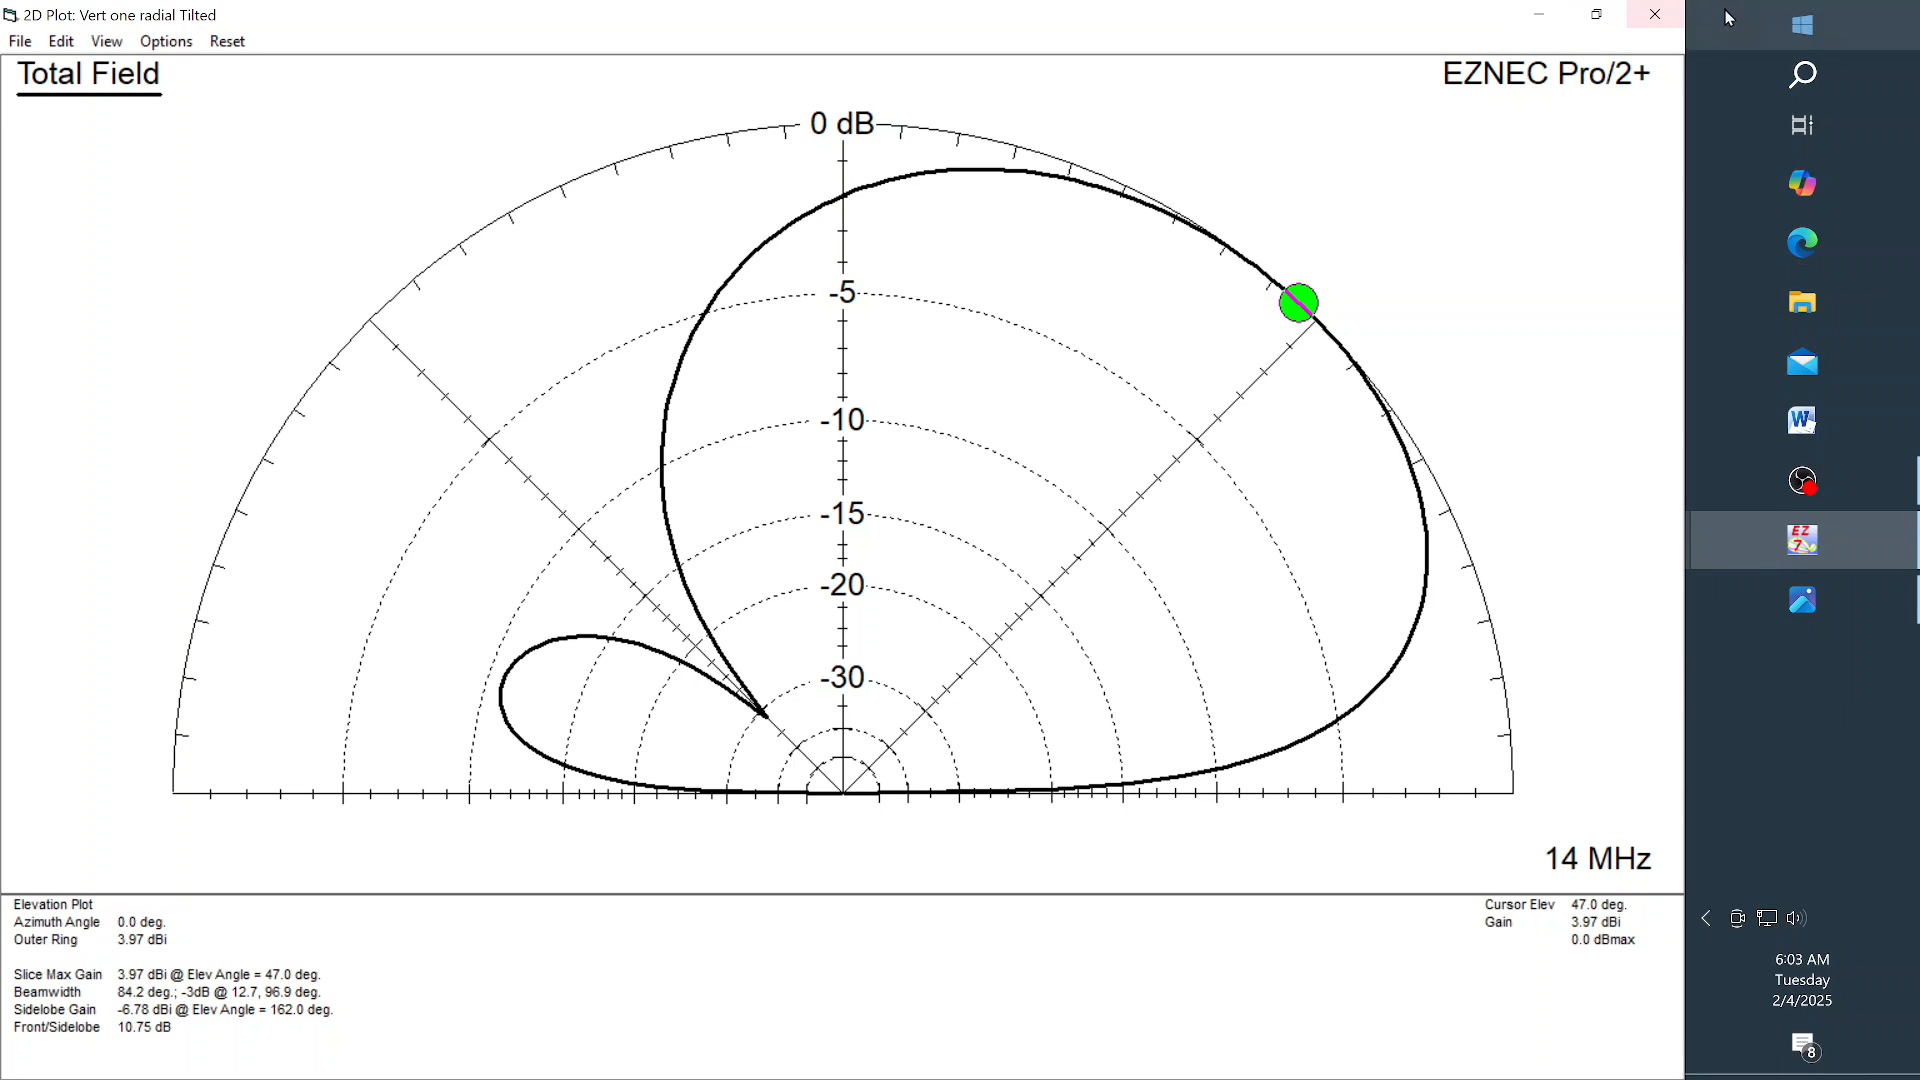 2D Plot: Vert one radial Tilted
File Edit View Options Reset
Total Field
EZNEC Pro/2+
0 dB
-5
-10
-15
-20
-30
14 MHz
Elevation Plot
Azimuth Angle 0.0 deg.
Outer Ring 3.97 dBi
Slice Max Gain 3.97 dBi @ Elev Angle = 47.0 deg.
Beamwidth 84.2 deg.; -3dB @ 12.7, 96.9 deg.
Sidelobe Gain -6.78 dBi @ Elev Angle = 162.0 deg.
Front/Sidelobe 10.75 dB
Cursor Elev 47.0 deg.
Gain 3.97 dBi
0.0 dBmax
W
EZ
7
6:03 AM
Tuesday
2/4/2025
8